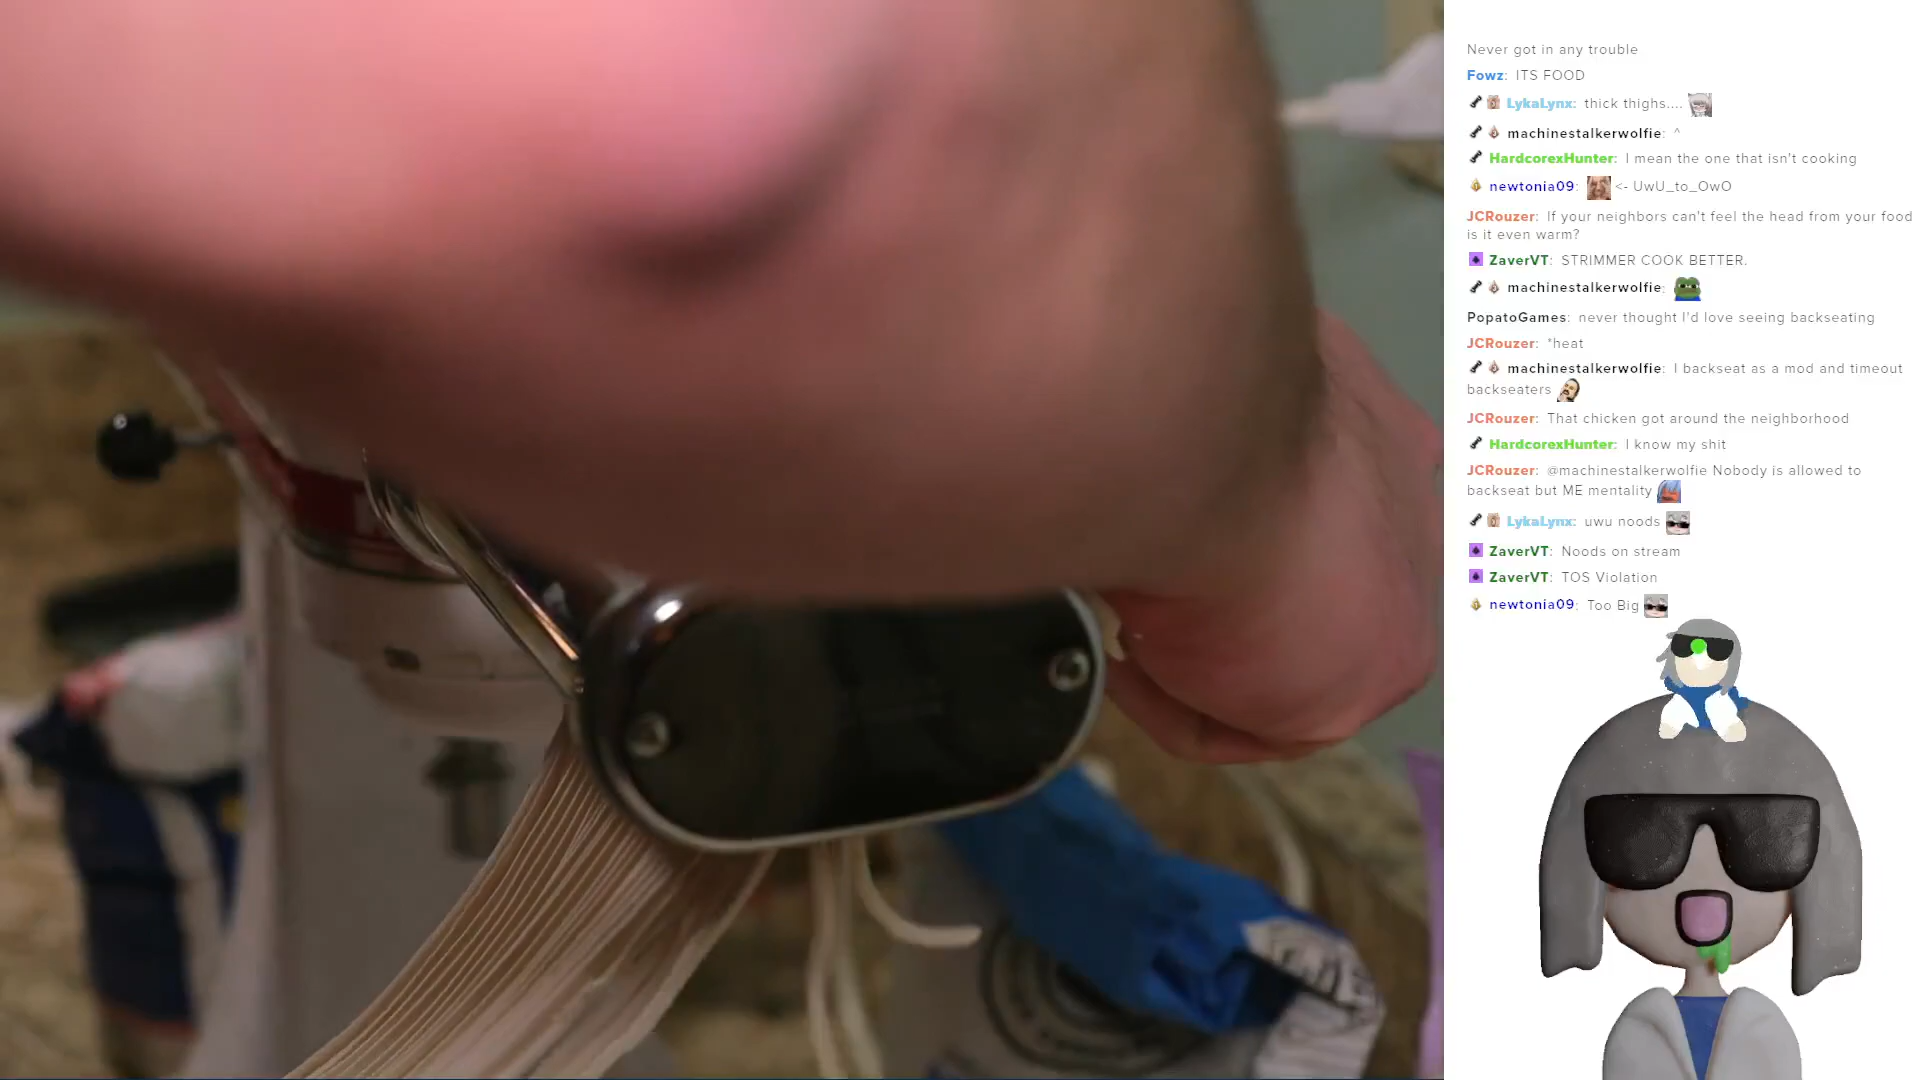 Never got in any trouble
Fowz: ITS FOOD
LykaLynx: thick thighs....
machinestalkerwolfie: ^
HardcorexHunter: I mean the one that isn't cooking
newtonia09: <- UwU_to_OwO
JCRouzer: If your neighbors can't feel the head from your food
is it even warm?
ZaverVT: STRIMMER COOK BETTER.
machinestalkerwolfie:
PopatoGames: never thought I'd love seeing backseating
JCRouzer: *heat
machinestalkerwolfie: I backseat as a mod and timeout
backseaters
JCRouzer: That chicken got around the neighborhood
HardcorexHunter: I know my shit
JCRouzer: @machinestalkerwolfie Nobody is allowed to
backseat but ME mentality
LykaLynx: uwu noods
ZaverVT: Noods on stream
ZaverVT: TOS Violation
newtonia09: Too Big